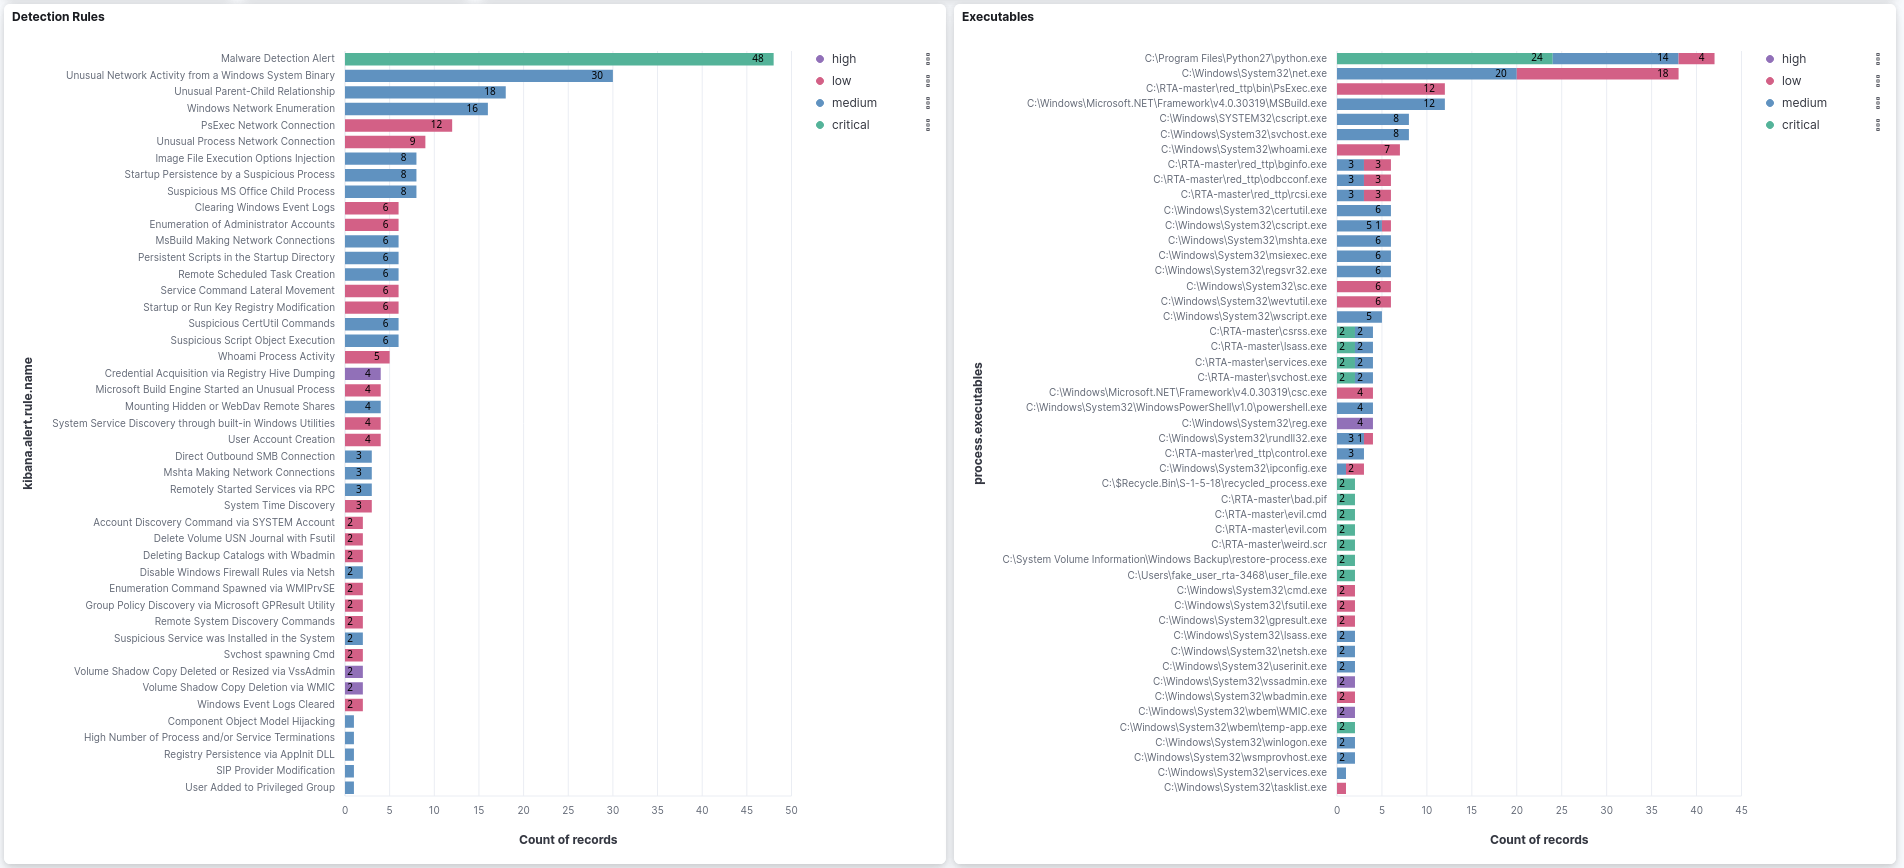 Detection Rules
kibana.alert.rule.name
Malware Detection Alert 48
Unusual Network Activity from a Windows System Binary 30
Unusual Parent-Child Relationship 18
Windows Network Enumeration 16
PsExec Network Connection 12
Unusual Process Network Connection 9
Image File Execution Options Injection 8
Startup Persistence by a Suspicious Process 8
Suspicious MS Office Child Process 8
Clearing Windows Event Logs 6
Enumeration of Administrator Accounts 6
MsBuild Making Network Connections 6
Persistent Scripts in the Startup Directory 6
Remote Scheduled Task Creation 6
Service Command Lateral Movement 6
Startup or Run Key Registry Modification 6
Suspicious CertUtil Commands 6
Suspicious Script Object Execution 6
Whoami Process Activity 5
Credential Acquisition via Registry Hive Dumping 4
Microsoft Build Engine Started an Unusual Process 4
Mounting Hidden or WebDav Remote Shares 4
System Service Discovery through built-in Windows Utilities 4
User Account Creation 4
Direct Outbound SMB Connection 3
Mshta Making Network Connections 3
Remotely Started Services via RPC 3
System Time Discovery 3
Account Discovery Command via SYSTEM Account 2
Delete Volume USN Journal with Fsutil 2
Deleting Backup Catalogs with Wbadmin 2
Disable Windows Firewall Rules via Netsh 2
Enumeration Command Spawned via WMIPrvSE 2
Group Policy Discovery via Microsoft GPResult Utility 2
Remote System Discovery Commands 2
Suspicious Service was Installed in the System 2
Svchost spawning Cmd 2
Volume Shadow Copy Deleted or Resized via VssAdmin 2
Volume Shadow Copy Deletion via WMIC 2
Windows Event Logs Cleared 2
Component Object Model Hijacking
High Number of Process and/or Service Terminations
Registry Persistence via AppInit DLL
SIP Provider Modification
User Added to Privileged Group
0 5 10 15 20 25 30 35 40 45 50
Count of records
high
low
medium
critical
Executables
process.executables
C:\Program Files\Python27\python.exe 24 14 4
C:\Windows\System32\net.exe 20 18
C:\RTA-master\red_ttp\bin\PsExec.exe 12
C:\Windows\Microsoft.NET\Framework\v4.0.30319\MSBuild.exe 12
C:\Windows\SYSTEM32\cscript.exe 8
C:\Windows\System32\svchost.exe 8
C:\Windows\System32\whoami.exe 7
C:\RTA-master\red_ttp\bginfo.exe 3 3
C:\RTA-master\red_ttp\odbcconf.exe 3 3
C:\RTA-master\red_ttp\rcsi.exe 3 3
C:\Windows\System32\certutil.exe 6
C:\Windows\System32\cscript.exe 5 1
C:\Windows\System32\mshta.exe 6
C:\Windows\System32\msiexec.exe 6
C:\Windows\System32\regsvr32.exe 6
C:\Windows\System32\sc.exe 6
C:\Windows\System32\wevtutil.exe 6
C:\Windows\System32\wscript.exe 5
C:\RTA-master\csrss.exe 2 2
C:\RTA-master\lsass.exe 2 2
C:\RTA-master\services.exe 2 2
C:\RTA-master\svchost.exe 2 2
C:\Windows\Microsoft.NET\Framework\v4.0.30319\csc.exe 4
C:\Windows\System32\WindowsPowerShell\v1.0\powershell.exe 4
C:\Windows\System32\reg.exe 4
C:\Windows\System32\rundll32.exe 3 1
C:\RTA-master\red_ttp\control.exe 3
C:\Windows\System32\ipconfig.exe 2
C:\$Recycle.Bin\S-1-5-18\recycled_process.exe 2
C:\RTA-master\bad.pif 2
C:\RTA-master\evil.cmd 2
C:\RTA-master\evil.com 2
C:\RTA-master\weird.scr 2
C:\System Volume Information\Windows Backup\restore-process.exe 2
C:\Users\fake_user_rta-3468\user_file.exe 2
C:\Windows\System32\cmd.exe 2
C:\Windows\System32\fsutil.exe 2
C:\Windows\System32\gpresult.exe 2
C:\Windows\System32\lsass.exe 2
C:\Windows\System32\netsh.exe 2
C:\Windows\System32\userinit.exe 2
C:\Windows\System32\vssadmin.exe 2
C:\Windows\System32\wbadmin.exe 2
C:\Windows\System32\wbem\WMIC.exe 2
C:\Windows\System32\wbem\temp-app.exe 2
C:\Windows\System32\winlogon.exe 2
C:\Windows\System32\wsmprovhost.exe 2
C:\Windows\System32\services.exe
C:\Windows\System32\tasklist.exe
0 5 10 15 20 25 30 35 40 45
Count of records
high
low
medium
critical